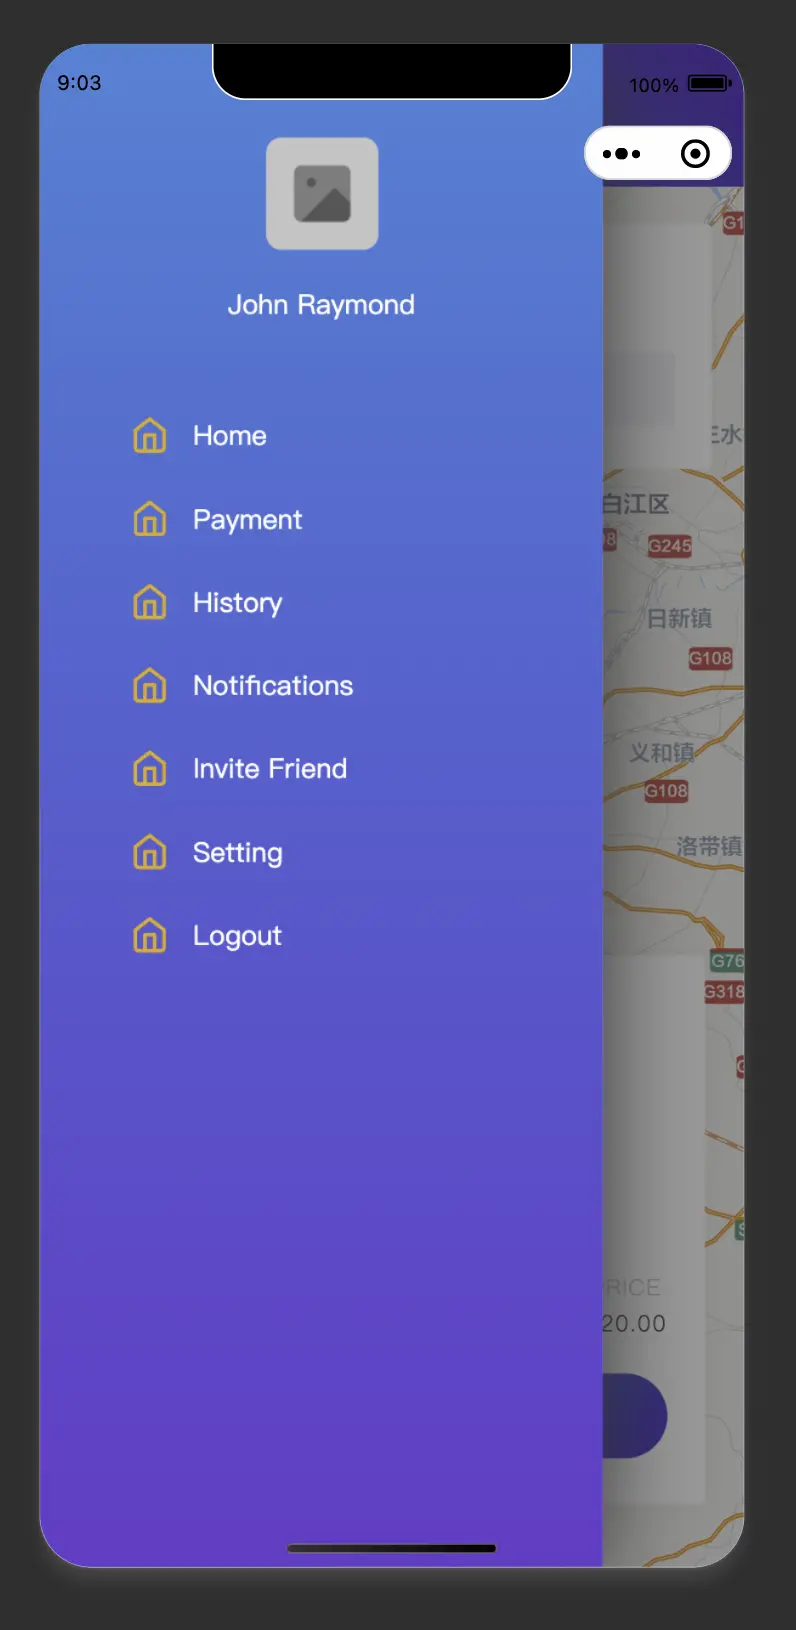 9:03
100%
John Raymond
Home
Payment
History
Notifications
Invite Friend
Setting
Logout
G1
三水
白江区
G245
日新镇
G108
义和镇
G108
洛带镇
G76
G318
RICE
20.00